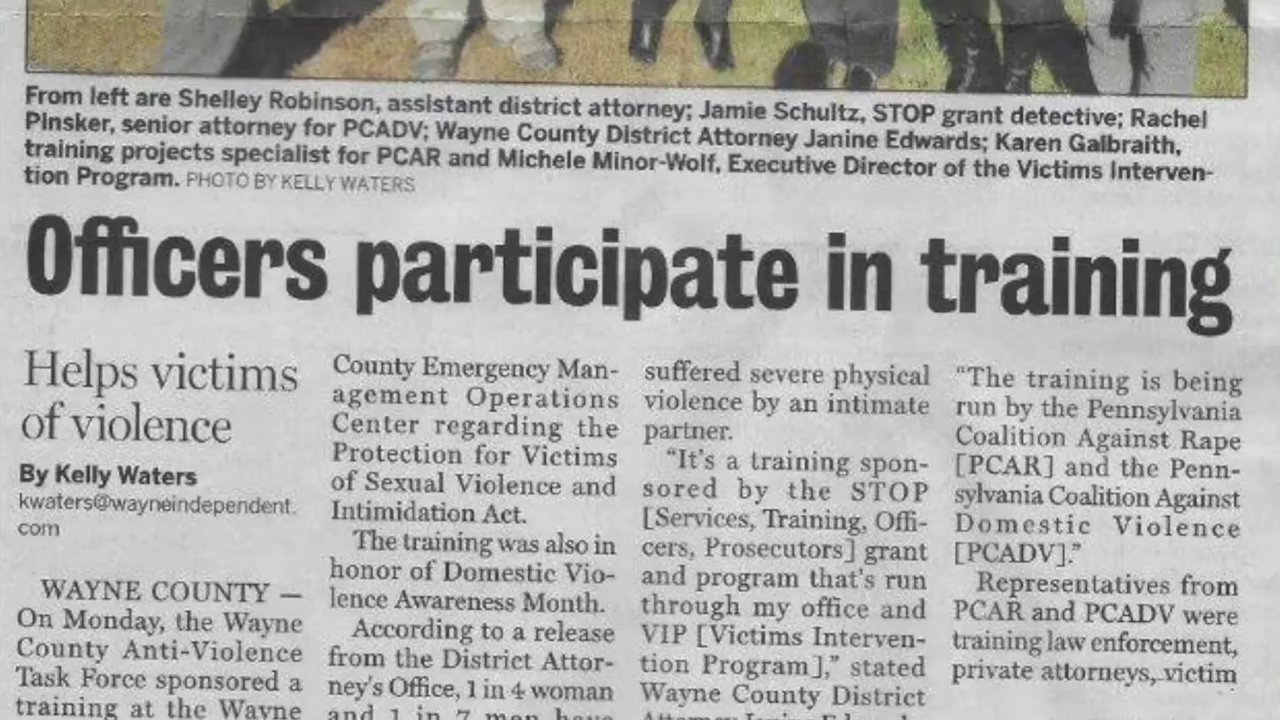 From left are Shelley Robinson, assistant district attorney; Jamie Schultz, STOP grant detective; Rachel
Pinsker, senior attorney for PCADV; Wayne County District Attorney Janine Edwards; Karen Galbraith,
training projects specialist for PCAR and Michele Minor-Wolf, Executive Director of the Victims Interven-
tion Program. PHOTO BY KELLY WATERS
Officers participate in training
Helps victims
of violence
By Kelly Waters
kwaters@wayneindependent.
com
WAYNE COUNTY —
On Monday, the Wayne
County Anti-Violence
Task Force sponsored a
training at the Wayne
County Emergency Man-
agement Operations
Center regarding the
Protection for Victims
of Sexual Violence and
Intimidation Act.
The training was also in
honor of Domestic Vio-
lence Awareness Month.
According to a release
from the District Attor-
ney's Office, 1 in 4 woman
and 1 in 7 men have
suffered severe physical
violence by an intimate
partner.
"It's a training spon-
sored by the STOP
[Services, Training, Offi-
cers, Prosecutors] grant
and program that's run
through my office and
VIP [Victims Interven-
tion Program]," stated
Wayne County District
Attorney Janine Edwards
"The training is being
run by the Pennsylvania
Coalition Against Rape
[PCAR] and the Penn-
sylvania Coalition Against
Domestic Violence
[PCADV]."
Representatives from
PCAR and PCADV were
training law enforcement,
private attorneys, victim